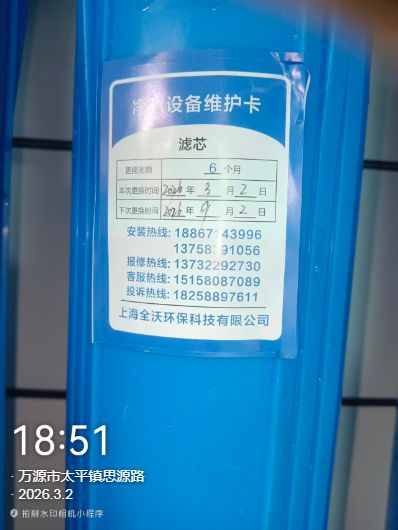 净水设备维护卡
滤芯
更换周期 6 个月
本次更换时间 2026 年 3 月 2 日
下次更换时间 2026 年 9 月 2 日
安装热线: 18867143996
13758291056
报修热线: 13732292730
客服热线: 15158087089
投诉热线: 18258897611
上海全沃环保科技有限公司
18:51
· 万源市太平镇思源路
· 2026.3.2
拍刻水印相机小程序